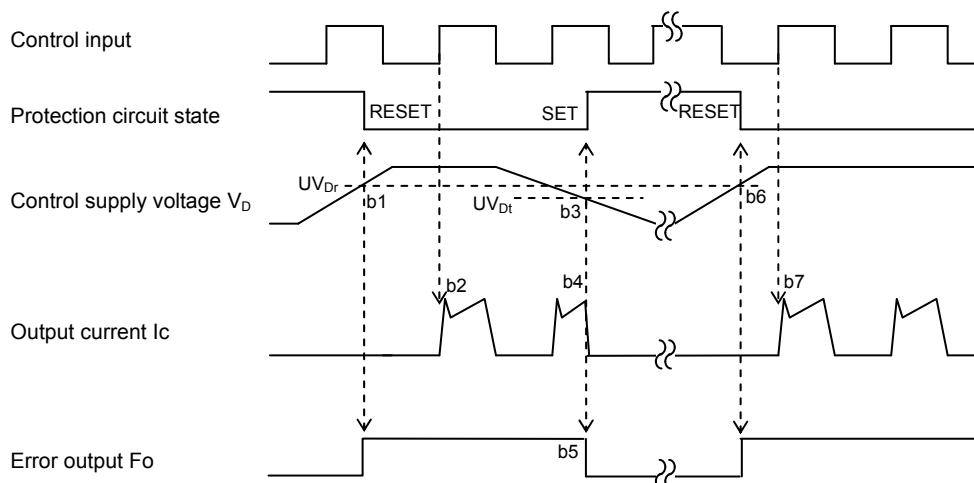 Control input
Protection circuit state
RESET
SET
RESET
Control supply voltage VD
UVDr
b1
UVDt
b3
b6
Output current Ic
b2
b4
b7
Error output Fo
b5